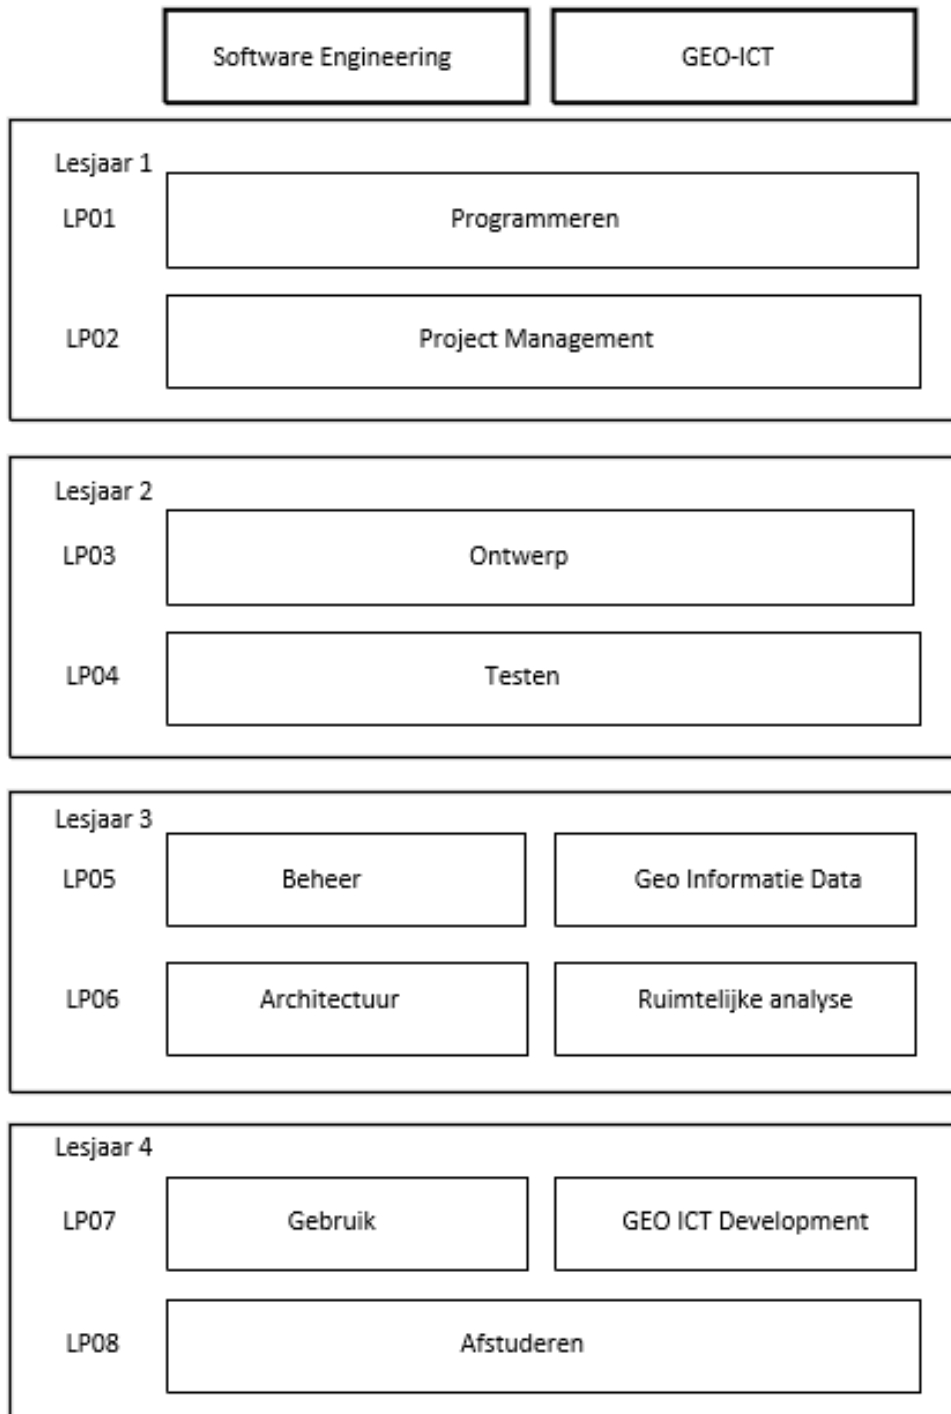 Software Engineering
GEO-ICT
Lesjaar 1
LP01
Programmeren
LP02
Project Management
Lesjaar 2
LP03
Ontwerp
LP04
Testen
Lesjaar 3
LP05
Beheer
Geo Informatie Data
LP06
Architectuur
Ruimtelijke analyse
Lesjaar 4
LP07
Gebruik
GEO ICT Development
LP08
Afstuderen